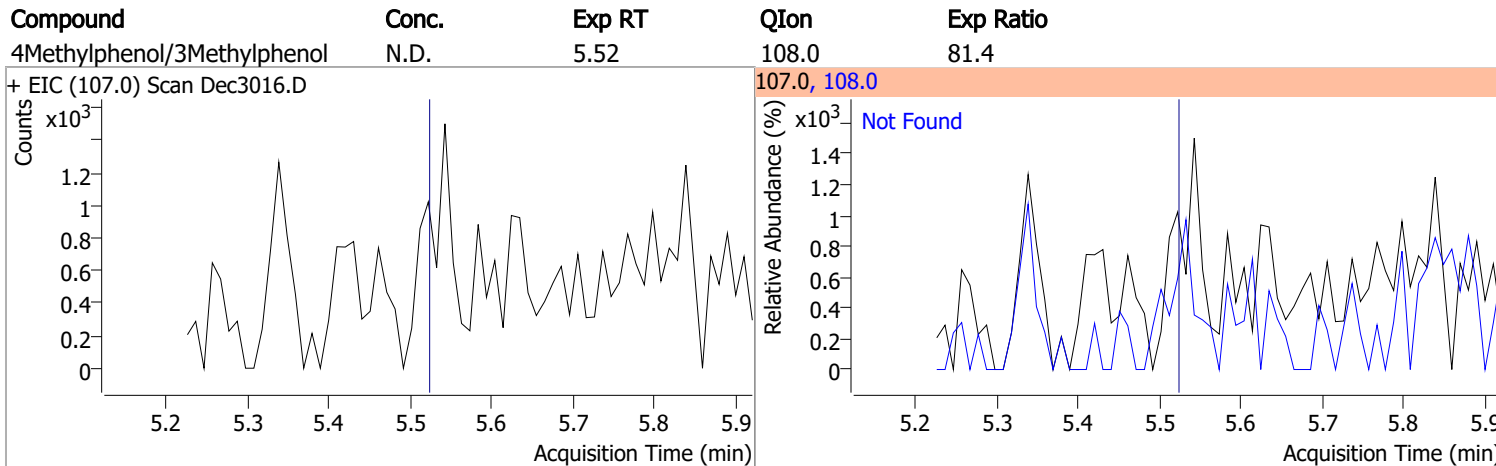 Compound Conc. Exp RT QIon Exp Ratio
4Methylphenol/3Methylphenol N.D. 5.52 108.0 81.4
+ EIC (107.0) Scan Dec3016.D
Counts
x10³
1.2
1
0.8
0.6
0.4
0.2
0
5.2 5.3 5.4 5.5 5.6 5.7 5.8 5.9
Acquisition Time (min)
107.0, 108.0
Relative Abundance (%)
x10³
Not Found
1.4
1.2
1
0.8
0.6
0.4
0.2
0
5.2 5.3 5.4 5.5 5.6 5.7 5.8 5.9
Acquisition Time (min)